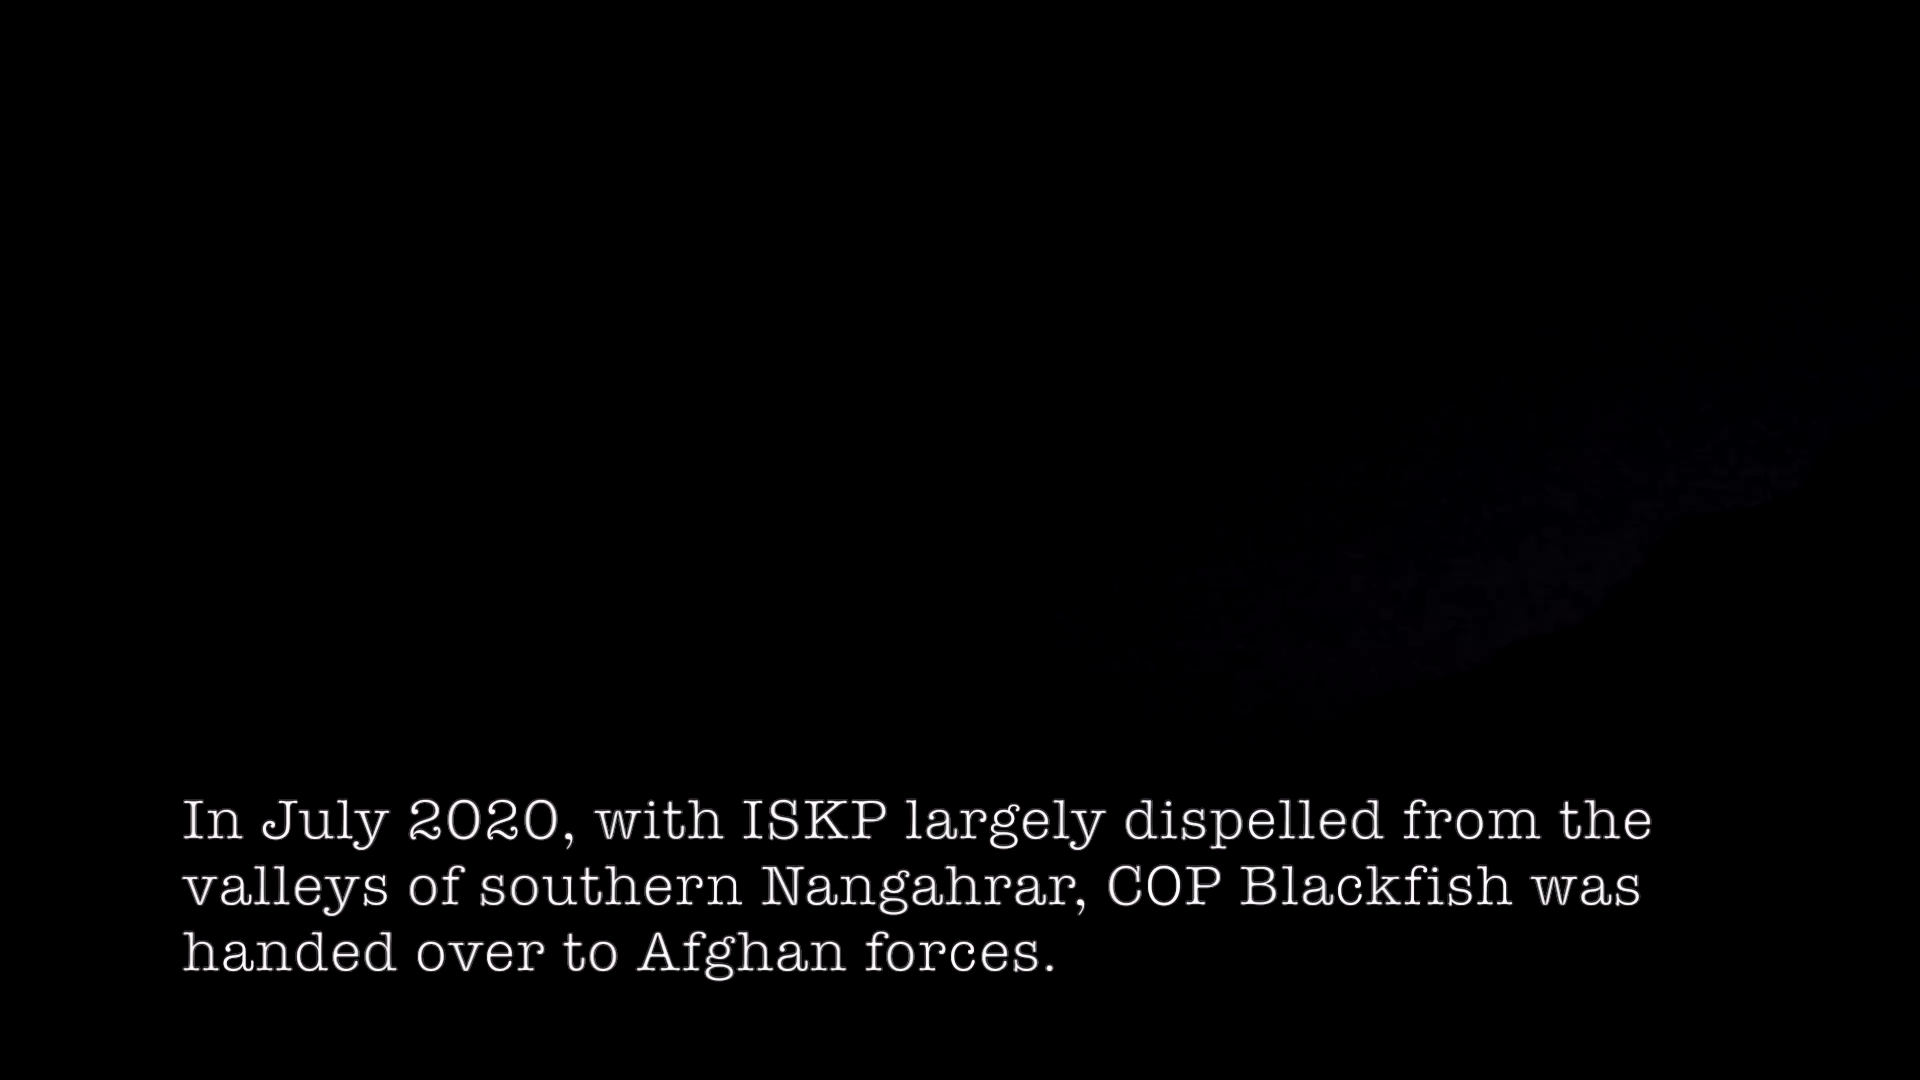 In July 2020, with ISKP largely dispelled from the
valleys of southern Nangahrar, COP Blackfish was
handed over to Afghan forces.